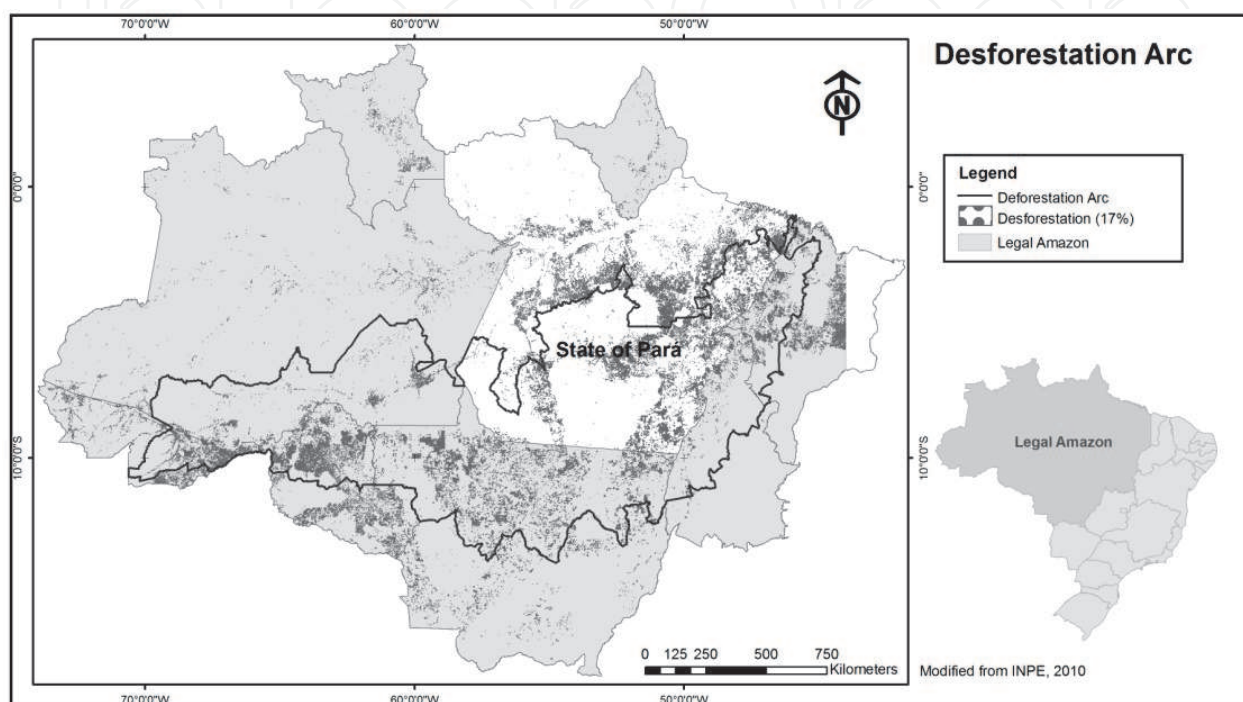 70°0'0"W 60°0'0"W 50°0'0"W
Desforestation Arc
N
Legend
Deforestation Arc
Desforestation (17%)
Legal Amazon
0°0'0" 0°0'0"
State of Pará
Legal Amazon
10°0'0"S 10°0'0"S
0 125 250 500 750
Kilometers
Modified from INPE, 2010
70°0'0"W 60°0'0"W 50°0'0"W